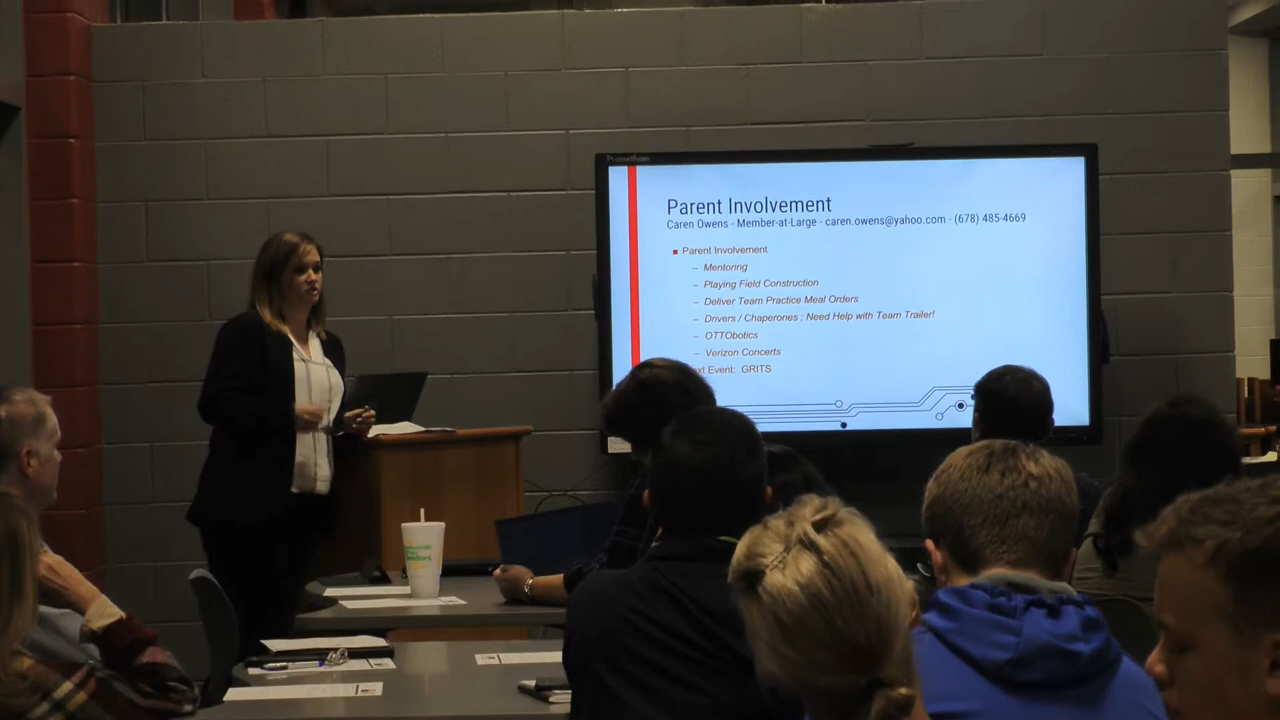 Promethean
Parent Involvement
Caren Owens - Member-at-Large - caren.owens@yahoo.com - (678) 485-4669
■ Parent Involvement
– Mentoring
– Playing Field Construction
– Deliver Team Practice Meal Orders
– Drivers / Chaperones ; Need Help with Team Trailer!
– OTTObotics
– Verizon Concerts
Event: GRITS